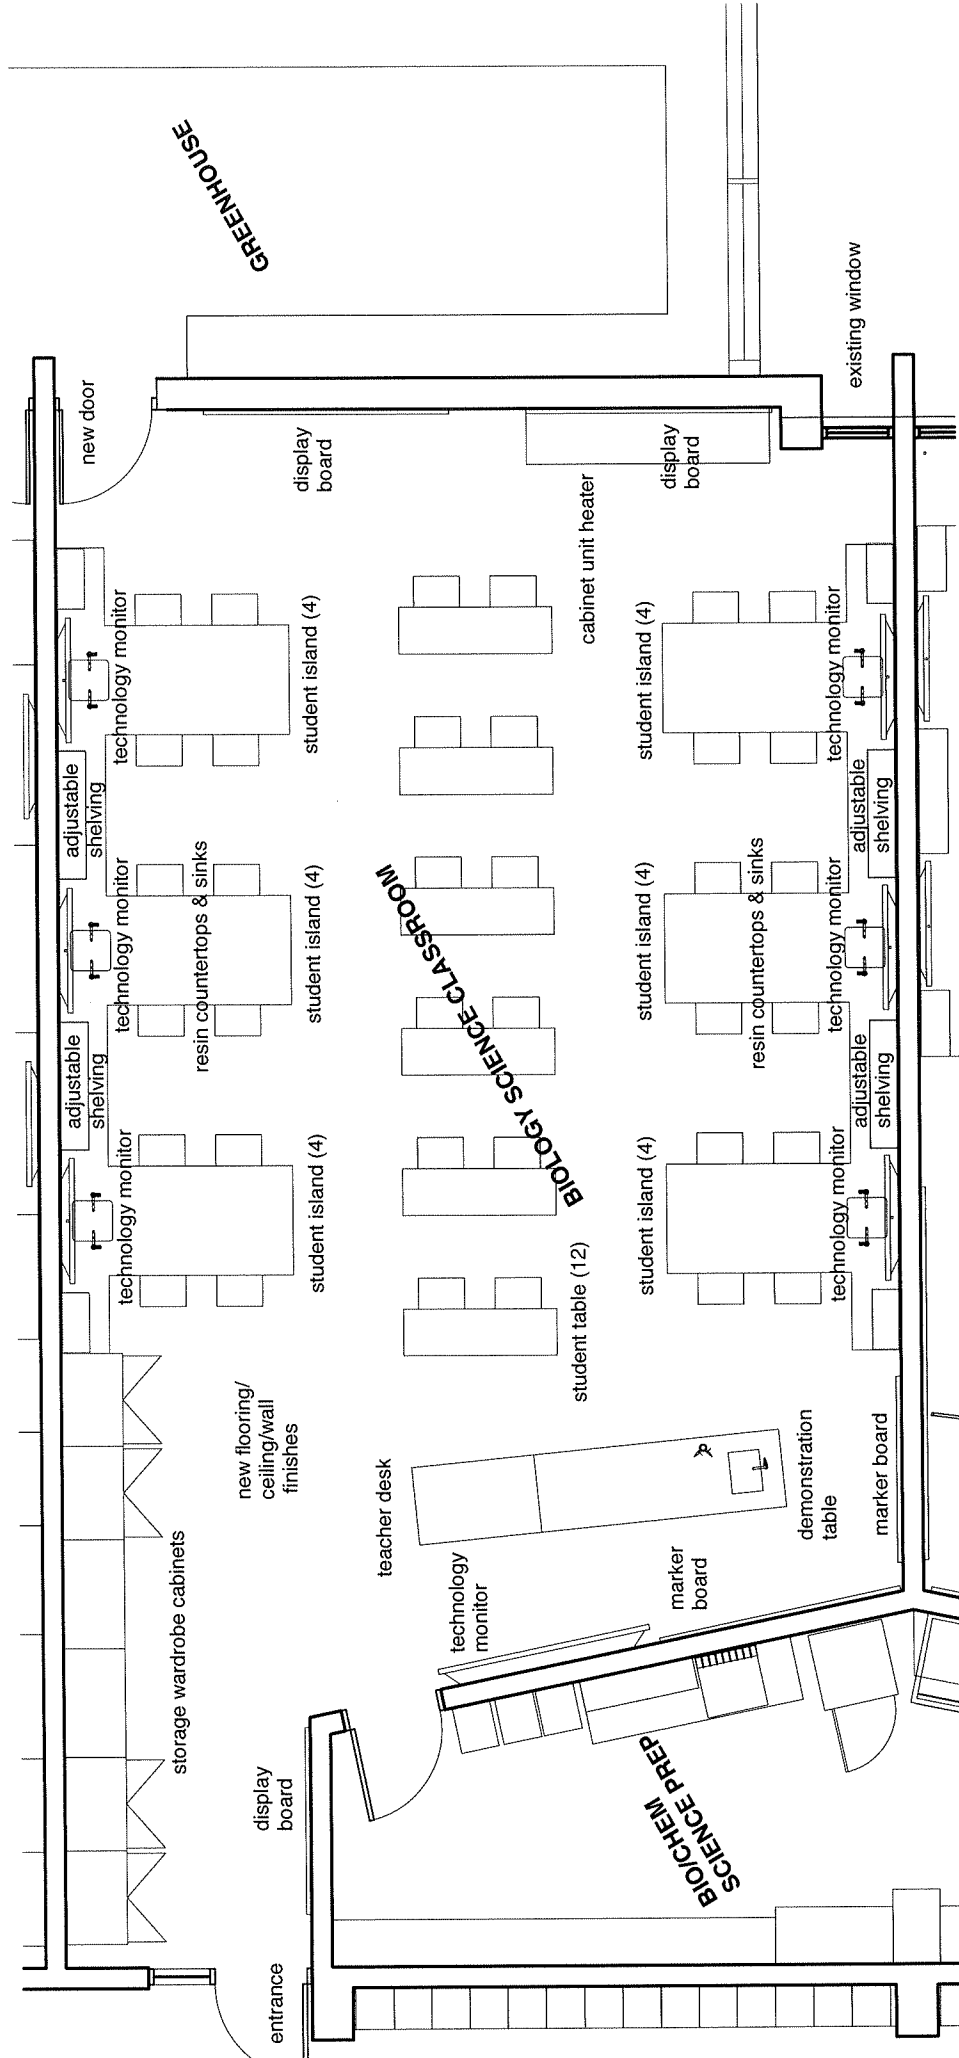 GREENHOUSE
new door
existing window
display
board
display
board
cabinet unit heater
technology monitor
student island (4)
student island (4)
technology monitor
adjustable
shelving
adjustable
shelving
technology monitor
resin countertops & sinks
student island (4)
BIOLOGY SCIENCE CLASSROOM
student island (4)
resin countertops & sinks
technology monitor
adjustable
shelving
adjustable
shelving
technology monitor
student island (4)
student table (12)
student island (4)
technology monitor
new flooring/
ceiling/wall
finishes
teacher desk
demonstration
table
marker board
storage wardrobe cabinets
technology
monitor
marker
board
display
board
BIO/CHEM
SCIENCE PREP
entrance